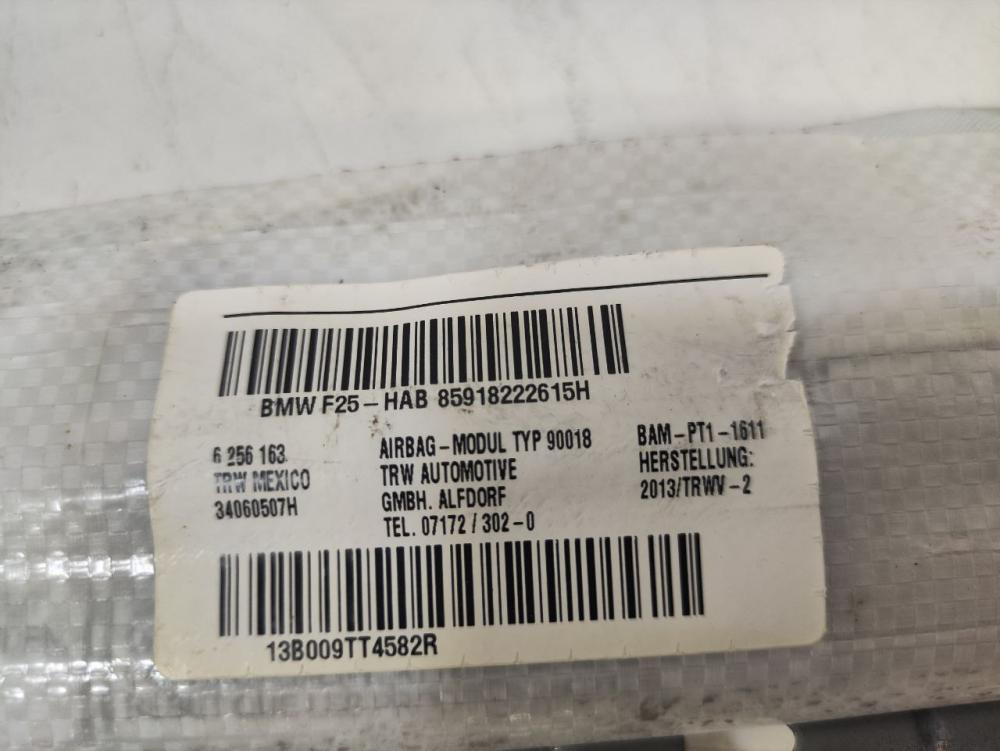 BMW F25-HAB 85918222615H
6 256 163
TRW MEXICO
34060507H
AIRBAG-MODUL TYP 90018
TRW AUTOMOTIVE
GMBH. ALFDORF
TEL. 07172 / 302-0
BAM-PT1-1611
HERSTELLUNG:
2013/TRWV-2
13B009TT4582R